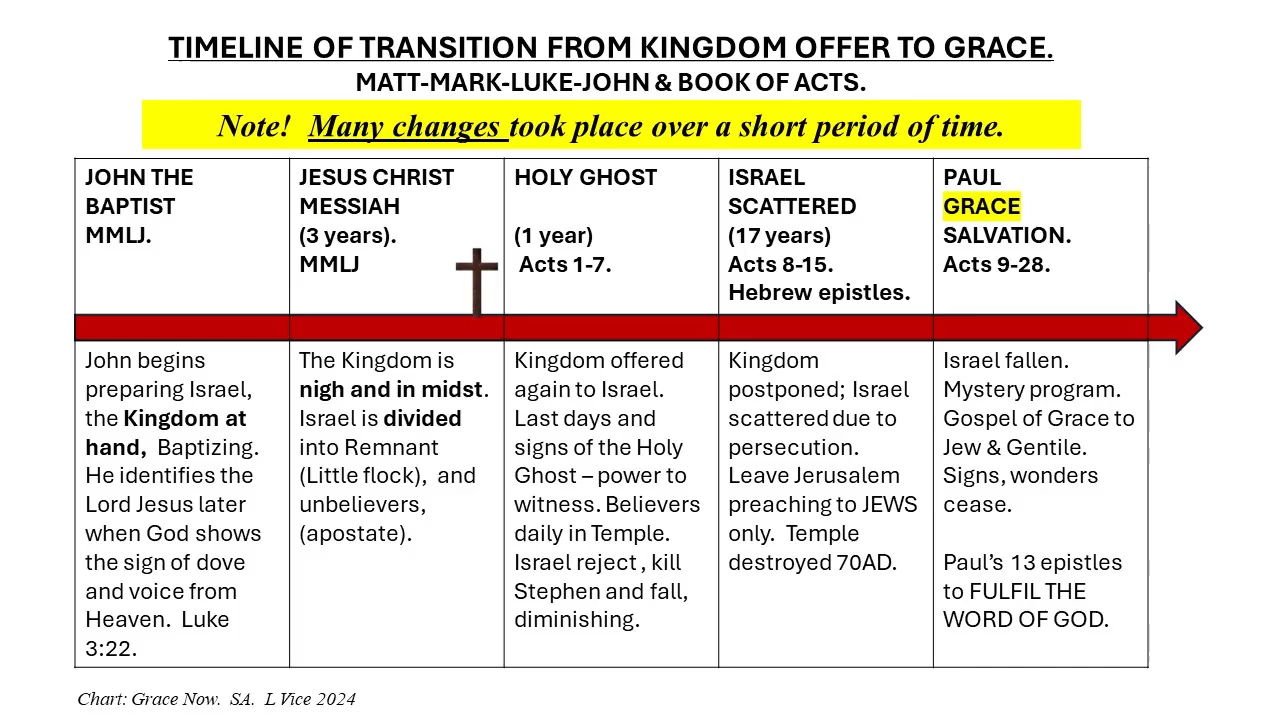 TIMELINE OF TRANSITION FROM KINGDOM OFFER TO GRACE.
MATT-MARK-LUKE-JOHN & BOOK OF ACTS.
Note! Many changes took place over a short period of time.
JOHN THE
BAPTIST
MMLJ.
JESUS CHRIST
MESSIAH
(3 years).
MMLJ
HOLY GHOST
(1 year)
Acts 1-7.
ISRAEL
SCATTERED
(17 years)
Acts 8-15.
Hebrew epistles.
PAUL
GRACE
SALVATION.
Acts 9-28.
John begins
preparing Israel,
the Kingdom at
hand, Baptizing.
He identifies the
Lord Jesus later
when God shows
the sign of dove
and voice from
Heaven. Luke
3:22.
The Kingdom is
nigh and in midst.
Israel is divided
into Remnant
(Little flock), and
unbelievers,
(apostate).
Kingdom offered
again to Israel.
Last days and
signs of the Holy
Ghost – power to
witness. Believers
daily in Temple.
Israel reject , kill
Stephen and fall,
diminishing.
Kingdom
postponed; Israel
scattered due to
persecution.
Leave Jerusalem
preaching to JEWS
only. Temple
destroyed 70AD.
Israel fallen.
Mystery program.
Gospel of Grace to
Jew & Gentile.
Signs, wonders
cease.
Paul’s 13 epistles
to FULFIL THE
WORD OF GOD.
Chart: Grace Now. SA. L Vice 2024